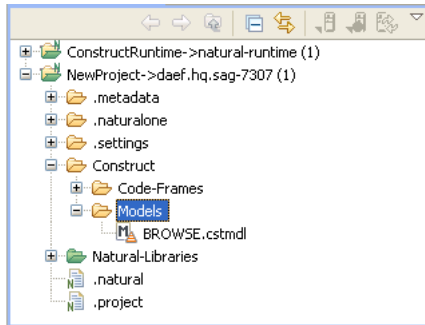 ConstructRuntime->natural-runtime (1)
NewProject->daef.hq.sag-7307 (1)
.metadata
.naturalone
.settings
Construct
Code-Frames
Models
BROWSE.cstmdl
Natural-Libraries
.natural
.project